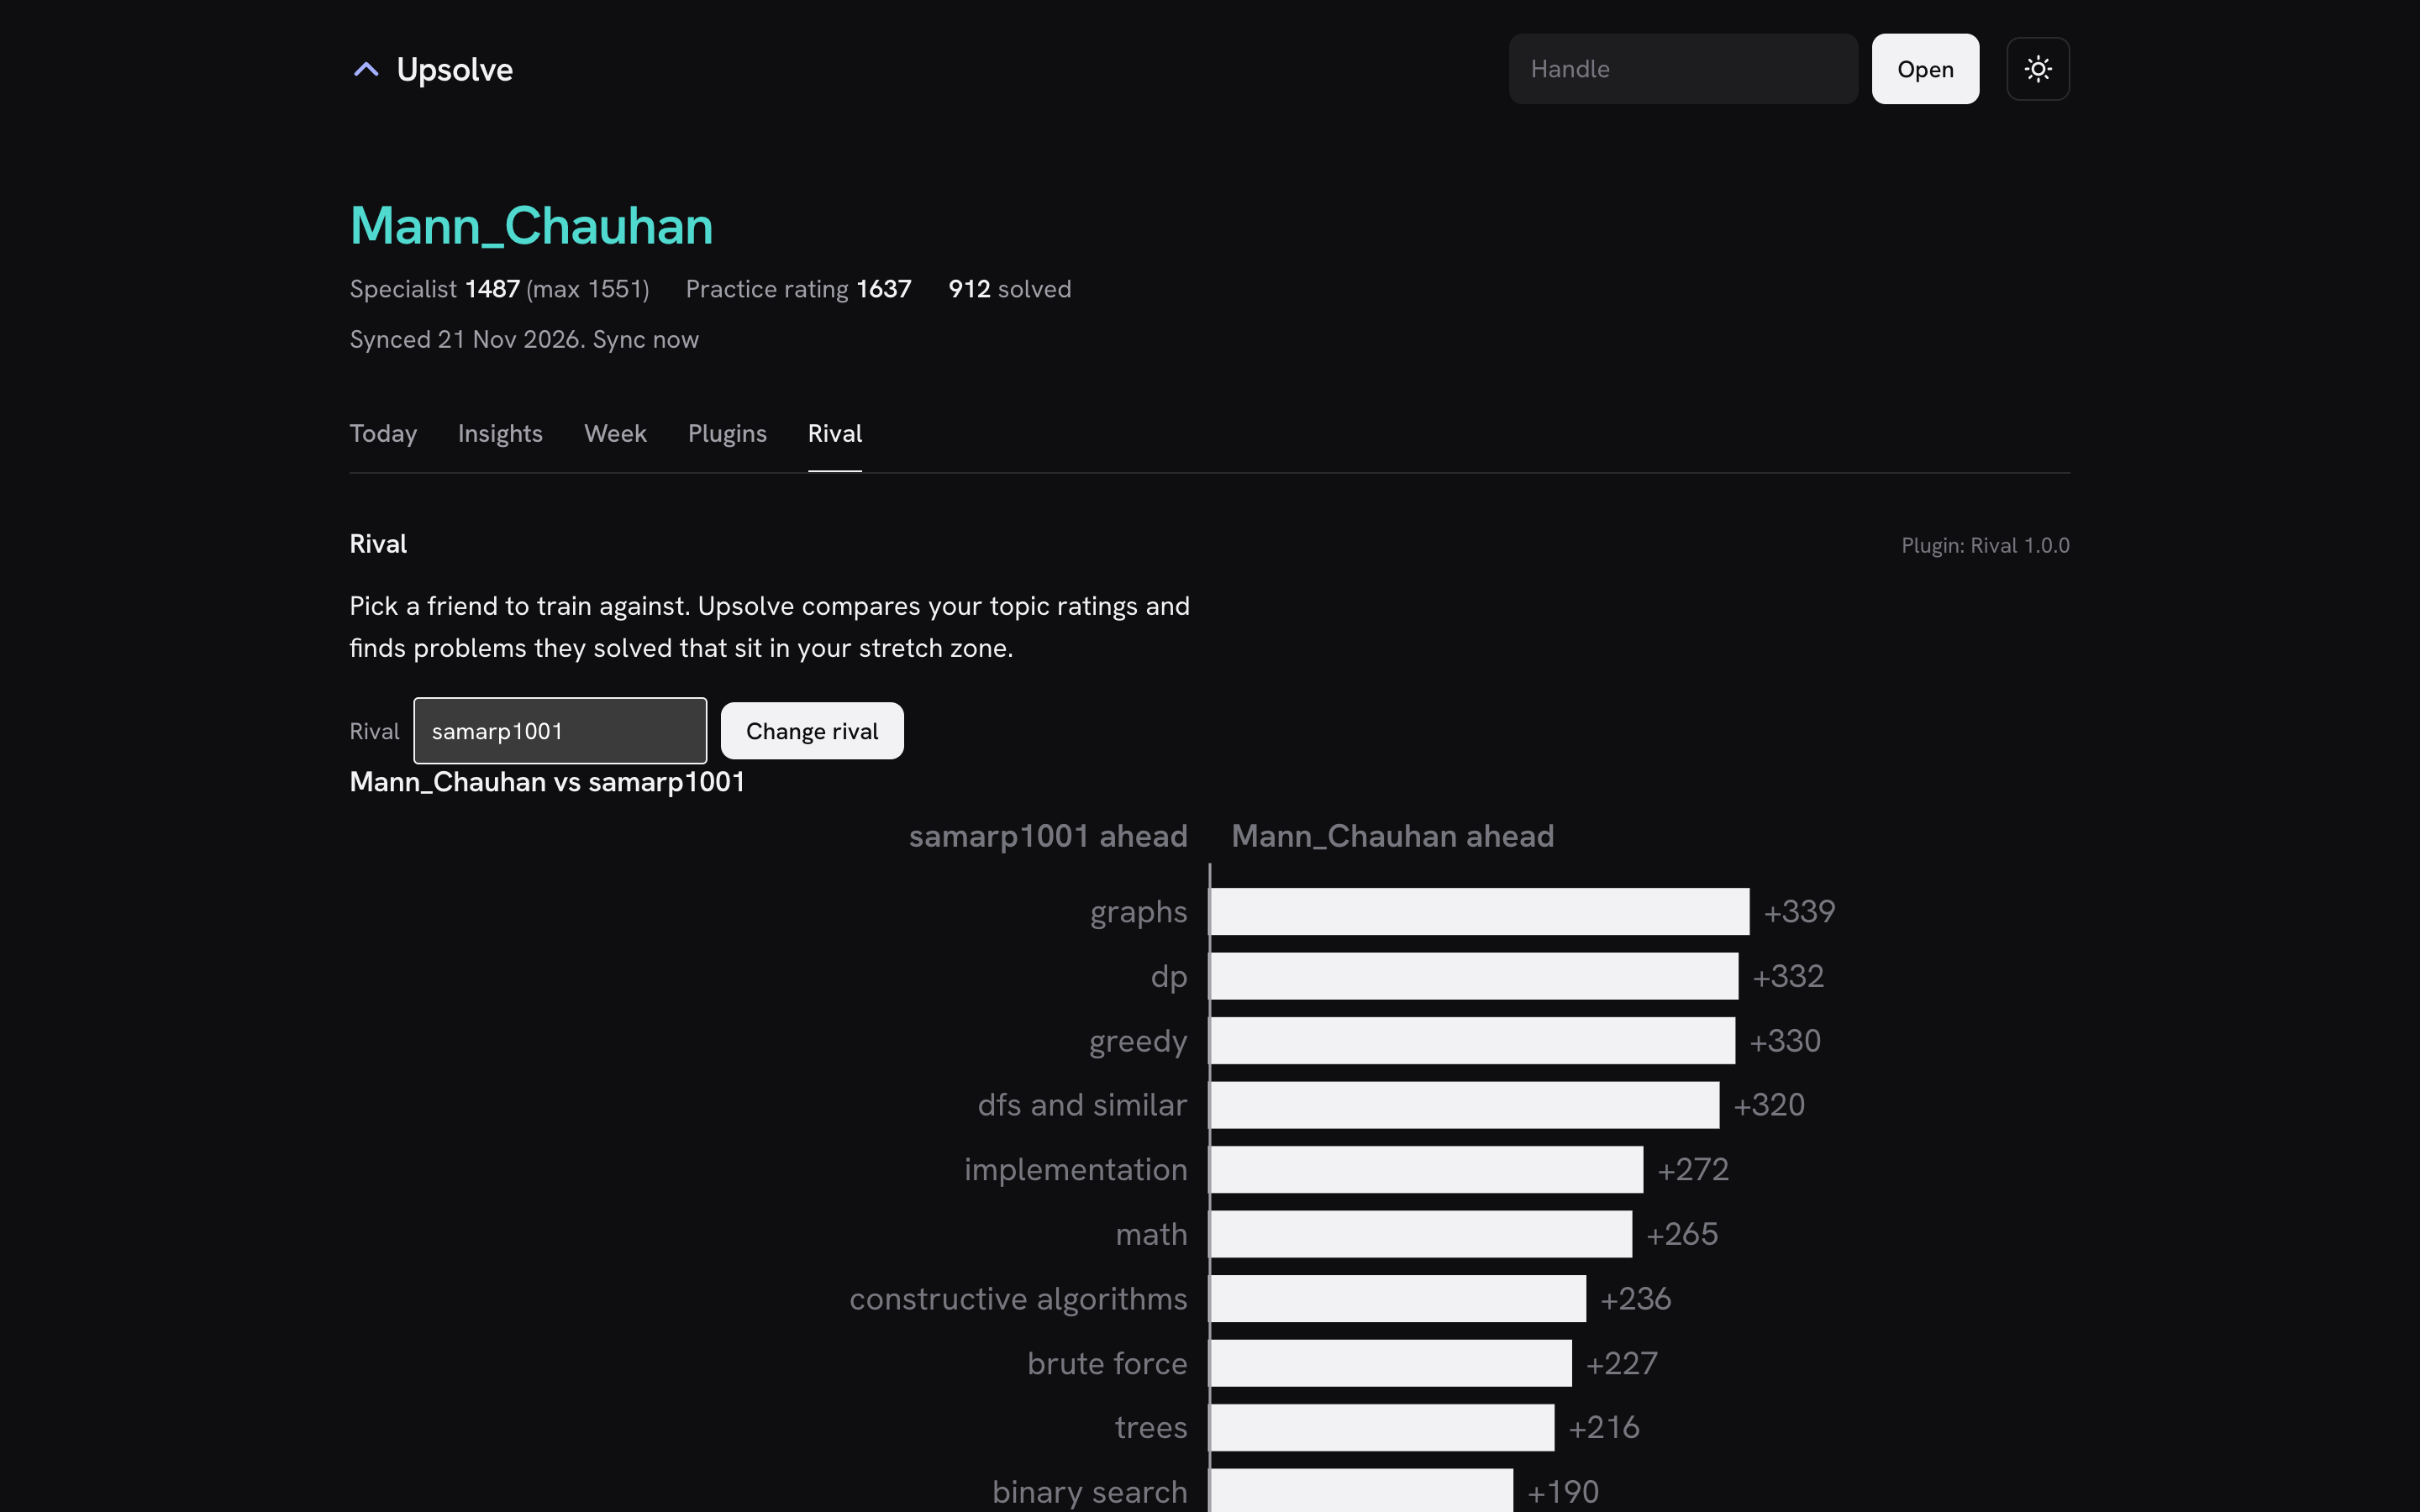 Upsolve
Handle
Open
Mann_Chauhan
Specialist 1487 (max 1551) Practice rating 1637 912 solved
Synced 21 Nov 2026. Sync now
Today Insights Week Plugins Rival
Rival
Plugin: Rival 1.0.0
Pick a friend to train against. Upsolve compares your topic ratings and
finds problems they solved that sit in your stretch zone.
Rival samarp1001 Change rival
Mann_Chauhan vs samarp1001
samarp1001 ahead Mann_Chauhan ahead
graphs +339
dp +332
greedy +330
dfs and similar +320
implementation +272
math +265
constructive algorithms +236
brute force +227
trees +216
binary search +190